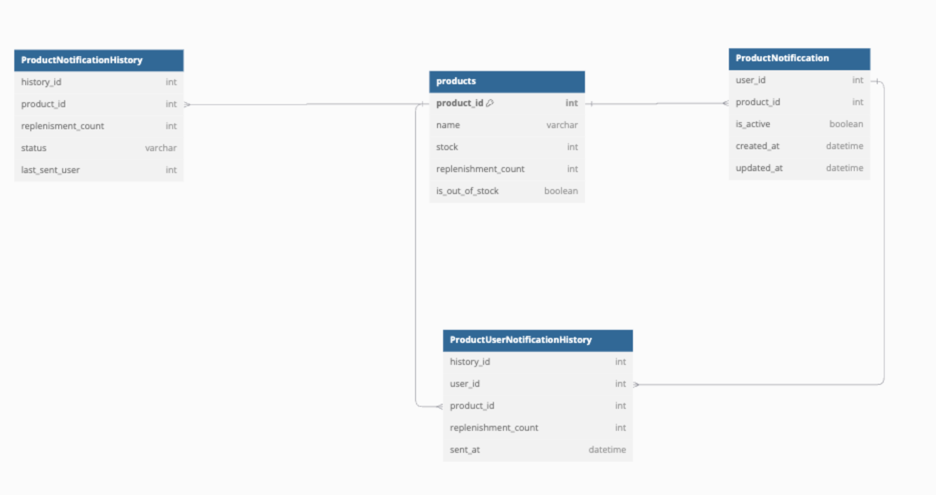 ProductNotificationHistory
history_id int
product_id int
replenisment_count int
status varchar
last_sent_user int
products
product_id int
name varchar
stock int
replenishment_count int
is_out_of_stock boolean
ProductNotificcation
user_id int
product_id int
is_active boolean
created_at datetime
updated_at datetime
ProductUserNotificationHistory
history_id int
user_id int
product_id int
replenishment_count int
sent_at datetime